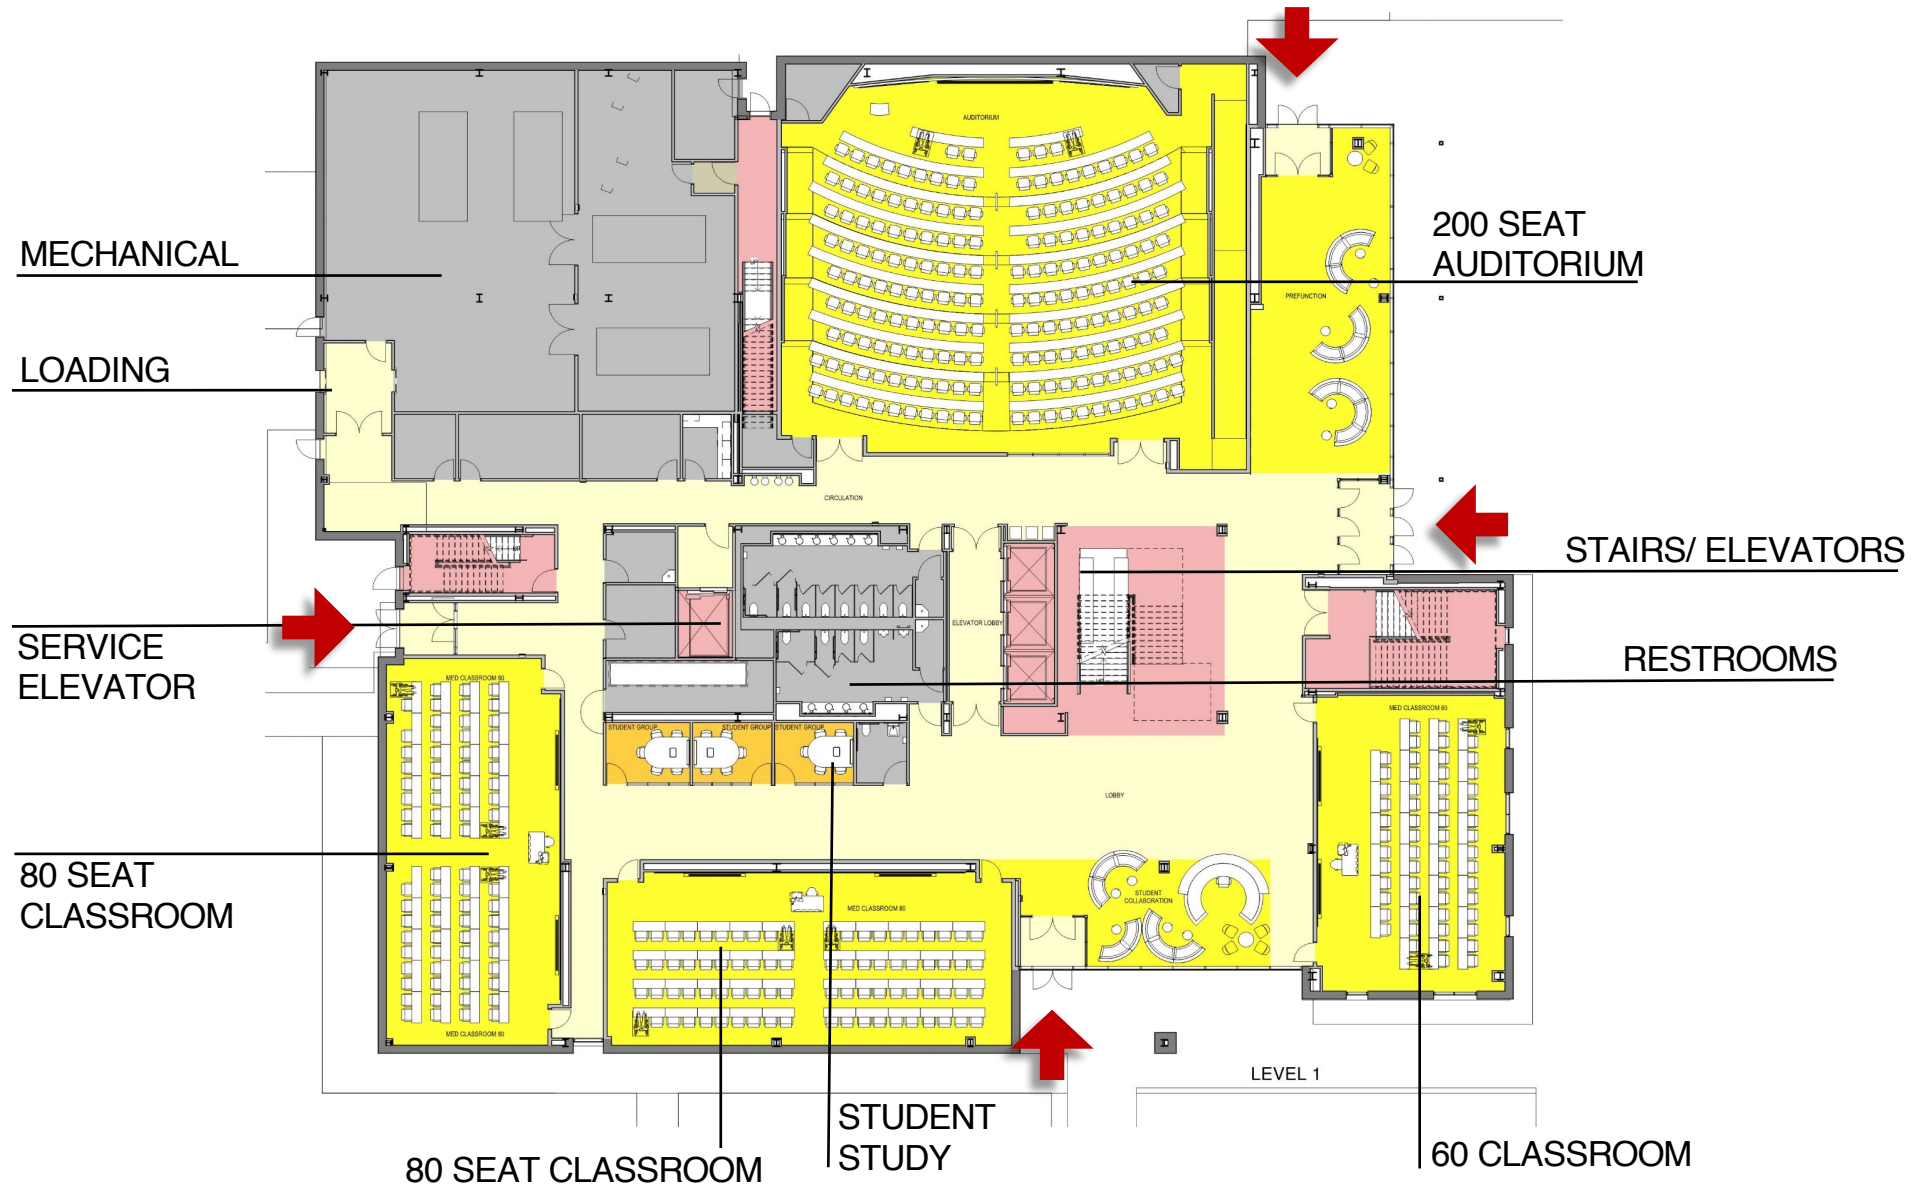 AUDITORIUM
200 SEAT
AUDITORIUM
MECHANICAL
PREFUNCTION
LOADING
CIRCULATION
STAIRS/ ELEVATORS
ELEVATOR LOBBY
SERVICE
ELEVATOR
RESTROOMS
MED CLASSROOM 80
MED CLASSROOM 60
STUDENT GROUP
STUDENT GROUP
STUDENT GROUP
LOBBY
80 SEAT
CLASSROOM
STUDENT
COLLABORATION
MED CLASSROOM 80
MED CLASSROOM 80
LEVEL 1
STUDENT
STUDY
80 SEAT CLASSROOM
60 CLASSROOM